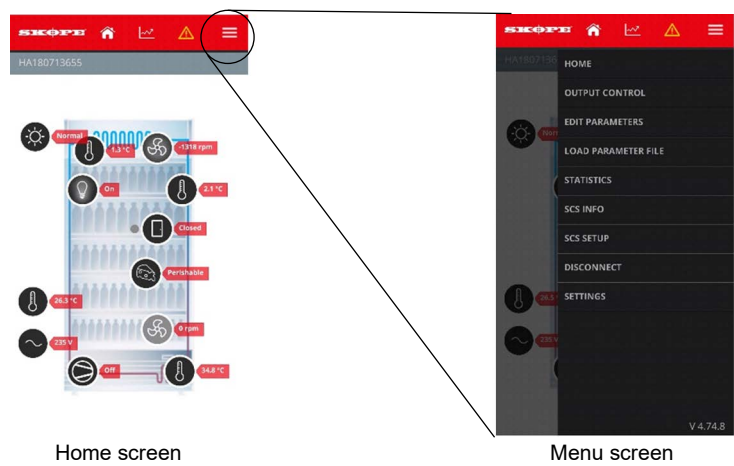 SKOPE
HA180713655
Normal
-1.3 °C
-1318 rpm
On
2.1 °C
Closed
Perishable
26.3 °C
0 rpm
235 V
Off
34.8 °C
Home screen
SKOPE
HA1807136
HOME
OUTPUT CONTROL
EDIT PARAMETERS
LOAD PARAMETER FILE
STATISTICS
SCS INFO
SCS SETUP
DISCONNECT
SETTINGS
235 V
V 4.74.8
Menu screen